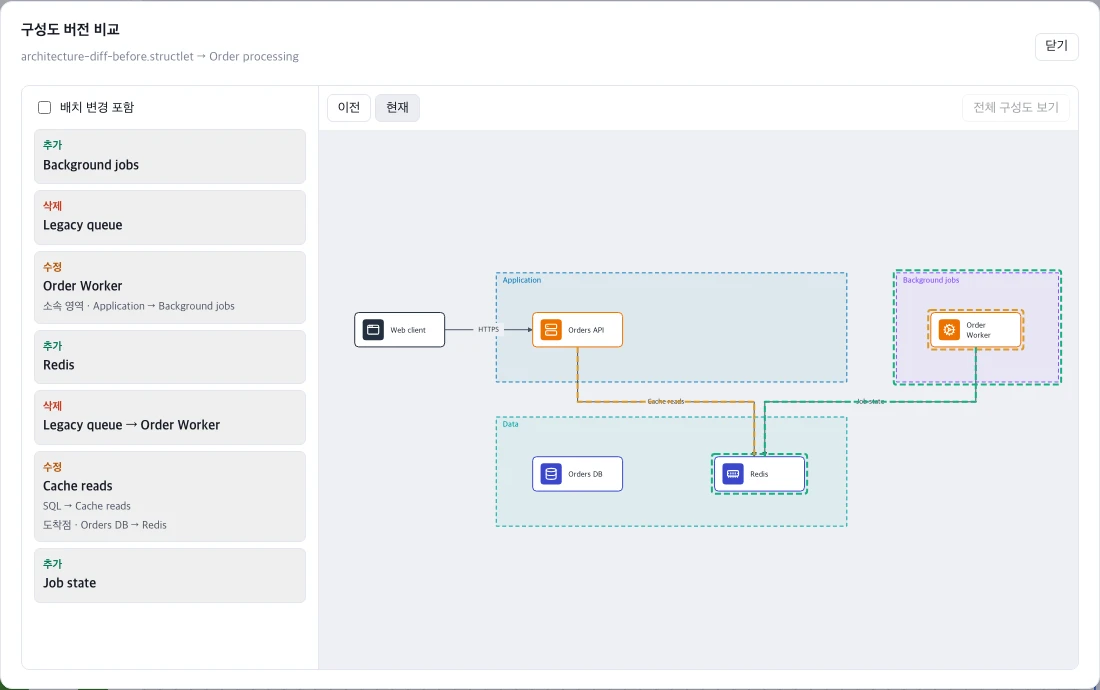 구성도 버전 비교
architecture-diff-before.structlet → Order processing
닫기
배치 변경 포함
추가
Background jobs
삭제
Legacy queue
수정
Order Worker
소속 영역 · Application → Background jobs
추가
Redis
삭제
Legacy queue → Order Worker
수정
Cache reads
SQL → Cache reads
도착점 · Orders DB → Redis
추가
Job state
이전
현재
전체 구성도 보기
Application
Background jobs
Web client
HTTPS
Orders API
Order
Worker
Cache reads
Job state
Data
Orders DB
Redis